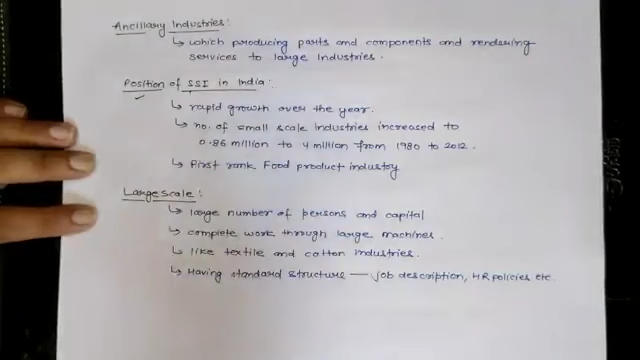 Ancillary Industries:
↳ which producing parts and components and rendering
services to large Industries.
Position of SSI in India:
↳ rapid growth over the year.
↳ no. of small scale Industries increased to
0.86 million to 4 million from 1980 to 2012.
↳ First rank Food product industry
Large scale:
↳ large number of persons and capital
↳ complete work through large machines.
↳ like textile and cotton industries.
↳ Having standard structure — job description, HR policies etc.